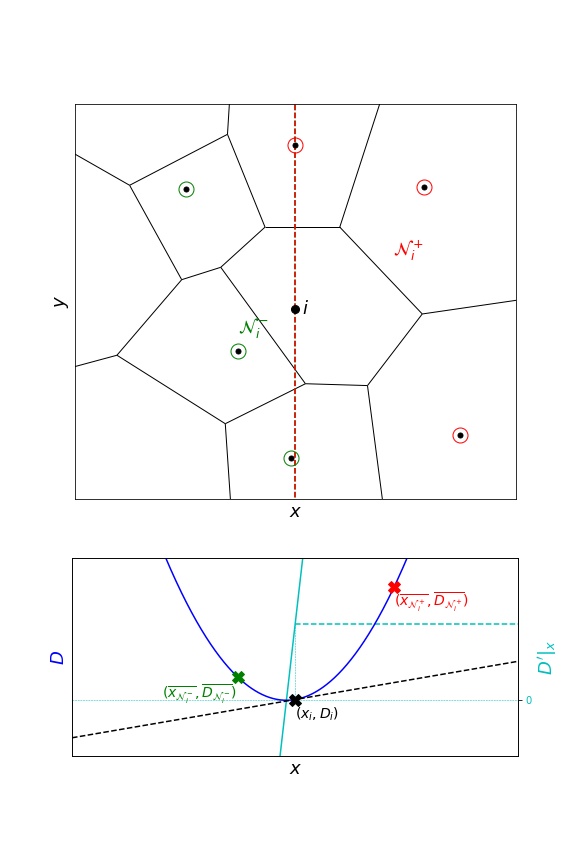 𝒩ᵢ⁺
i
𝒩ᵢ⁻
y
x
(x̅_{𝒩ᵢ⁺}, D̅_{𝒩ᵢ⁺})
D
D′|ₓ
(x̅_{𝒩ᵢ⁻}, D̅_{𝒩ᵢ⁻})
0
(xᵢ, Dᵢ)
x